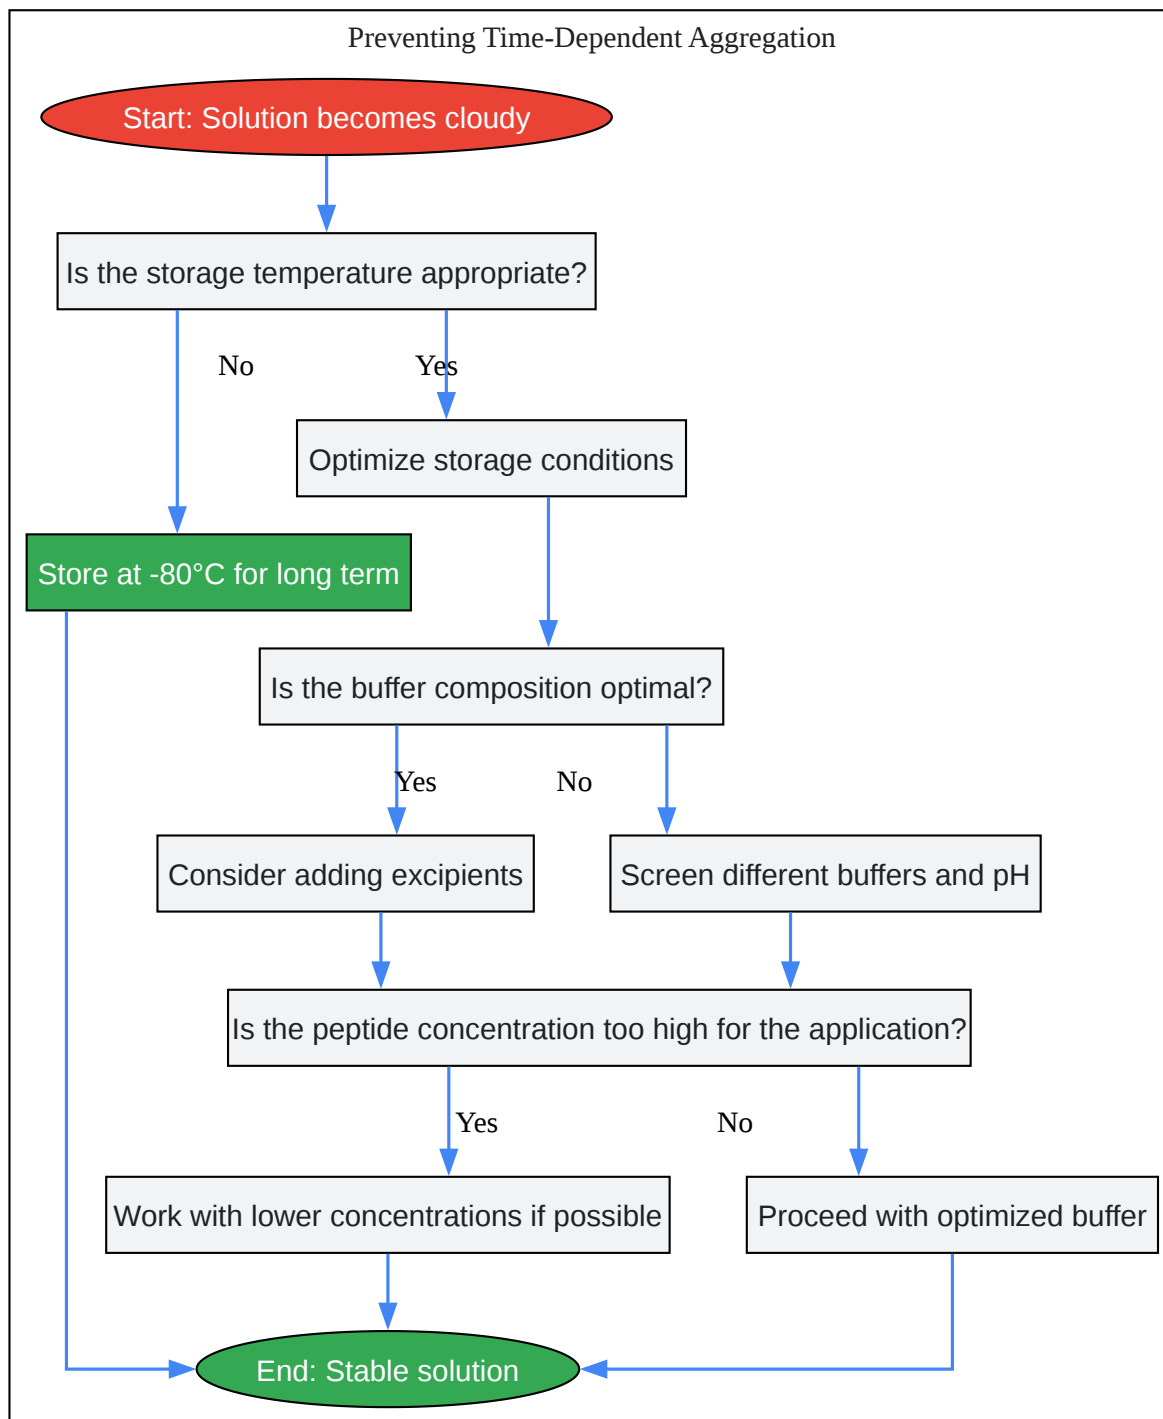 Preventing Time-Dependent Aggregation
Start: Solution becomes cloudy
Is the storage temperature appropriate?
No
Yes
Optimize storage conditions
Store at -80°C for long term
Is the buffer composition optimal?
Yes
No
Consider adding excipients
Screen different buffers and pH
Is the peptide concentration too high for the application?
Yes
No
Work with lower concentrations if possible
Proceed with optimized buffer
End: Stable solution